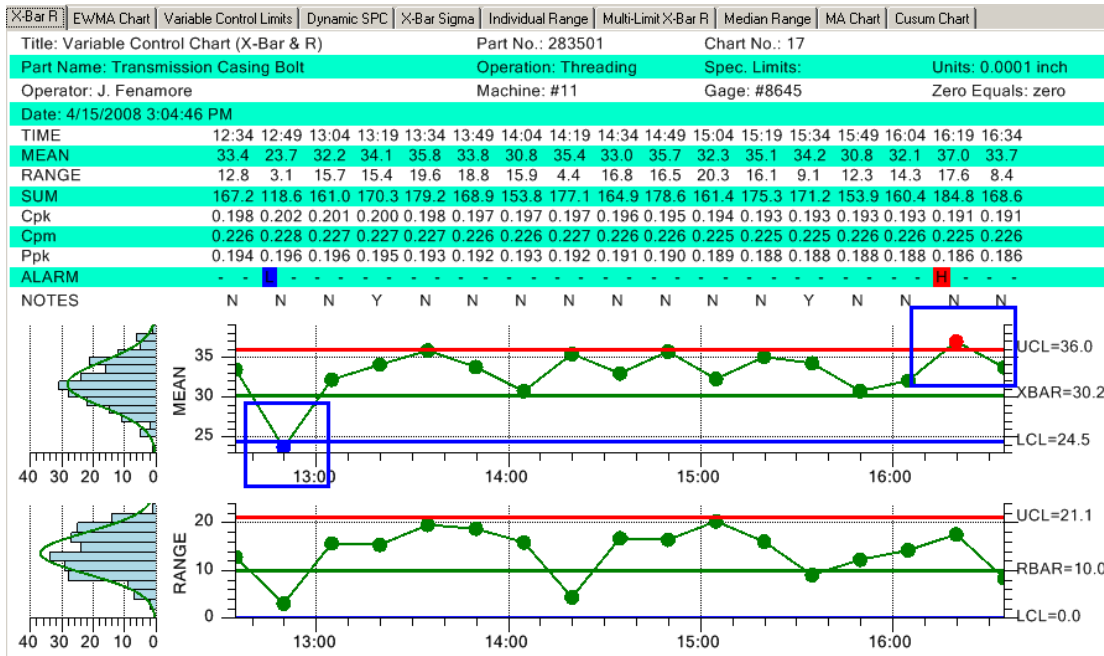 X-Bar R EWMA Chart Variable Control Limits Dynamic SPC X-Bar Sigma Individual Range Multi-Limit X-Bar R Median Range MA Chart Cusum Chart
Title: Variable Control Chart (X-Bar & R) Part No.: 283501 Chart No.: 17
Part Name: Transmission Casing Bolt Operation: Threading Spec. Limits: Units: 0.0001 inch
Operator: J. Fenamore Machine: #11 Gage: #8645 Zero Equals: zero
Date: 4/15/2008 3:04:46 PM
TIME 12:34 12:49 13:04 13:19 13:34 13:49 14:04 14:19 14:34 14:49 15:04 15:19 15:34 15:49 16:04 16:19 16:34
MEAN 33.4 23.7 32.2 34.1 35.8 33.8 30.8 35.4 33.0 35.7 32.3 35.1 34.2 30.8 32.1 37.0 33.7
RANGE 12.8 3.1 15.7 15.4 19.6 18.8 15.9 4.4 16.8 16.5 20.3 16.1 9.1 12.3 14.3 17.6 8.4
SUM 167.2 118.6 161.0 170.3 179.2 168.9 153.8 177.1 164.9 178.6 161.4 175.3 171.2 153.9 160.4 184.8 168.6
Cpk 0.198 0.202 0.201 0.200 0.198 0.197 0.197 0.197 0.196 0.195 0.194 0.193 0.193 0.193 0.193 0.191 0.191
Cpm 0.226 0.228 0.227 0.227 0.227 0.226 0.226 0.227 0.226 0.226 0.225 0.225 0.225 0.226 0.226 0.225 0.225
Ppk 0.194 0.196 0.196 0.195 0.193 0.192 0.193 0.192 0.191 0.190 0.189 0.188 0.188 0.188 0.188 0.186 0.186
ALARM - - L - - - - - - - - - - - - - - - - - - - - - - - - - - - - H - - -
NOTES N N N Y N N N N N N N N Y N N N N
35
30
25
MEAN
UCL=36.0
XBAR=30.2
LCL=24.5
40 30 20 10 0 13:00 14:00 15:00 16:00
20
10
0
RANGE
UCL=21.1
RBAR=10.0
LCL=0.0
40 30 20 10 0 13:00 14:00 15:00 16:00